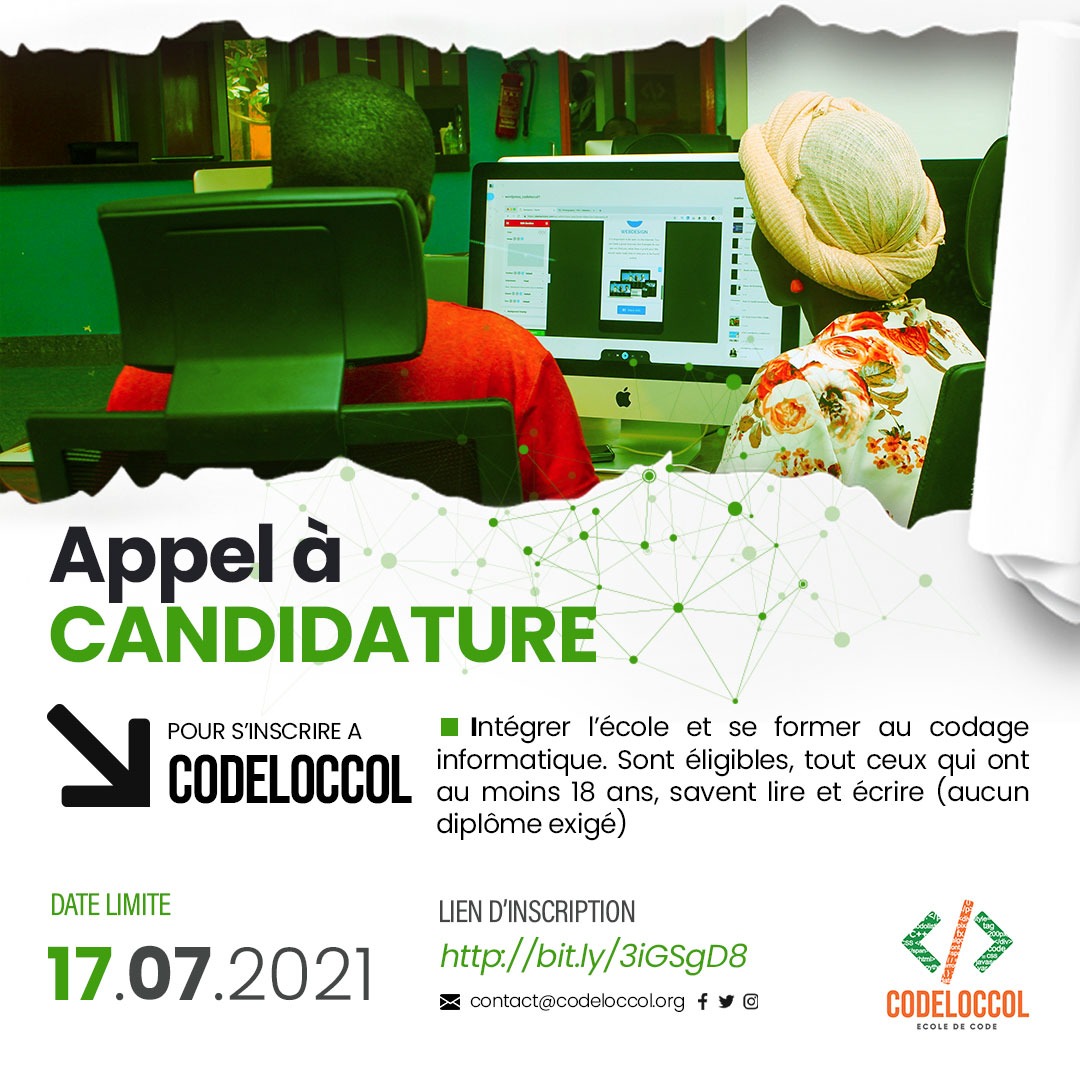 WEBDESIGN
Appel à
CANDIDATURE
POUR S'INSCRIRE A
CODELOCCOL
Intégrer l'école et se former au codage
informatique. Sont éligibles, tout ceux qui ont
au moins 18 ans, savent lire et écrire (aucun
diplôme exigé)
DATE LIMITE
17.07.2021
LIEN D'INSCRIPTION
http://bit.ly/3iGSgD8
contact@codeloccol.org
CODELOCCOL
ECOLE DE CODE